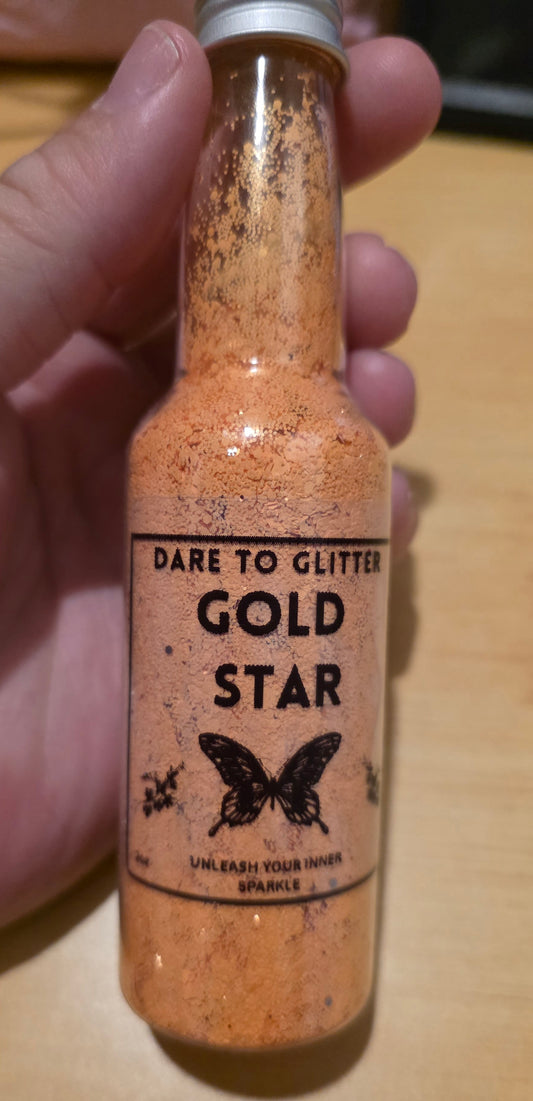 DARE TO GLITTER
GOLD
STAR
UNLEASH YOUR INNER
SPARKLE